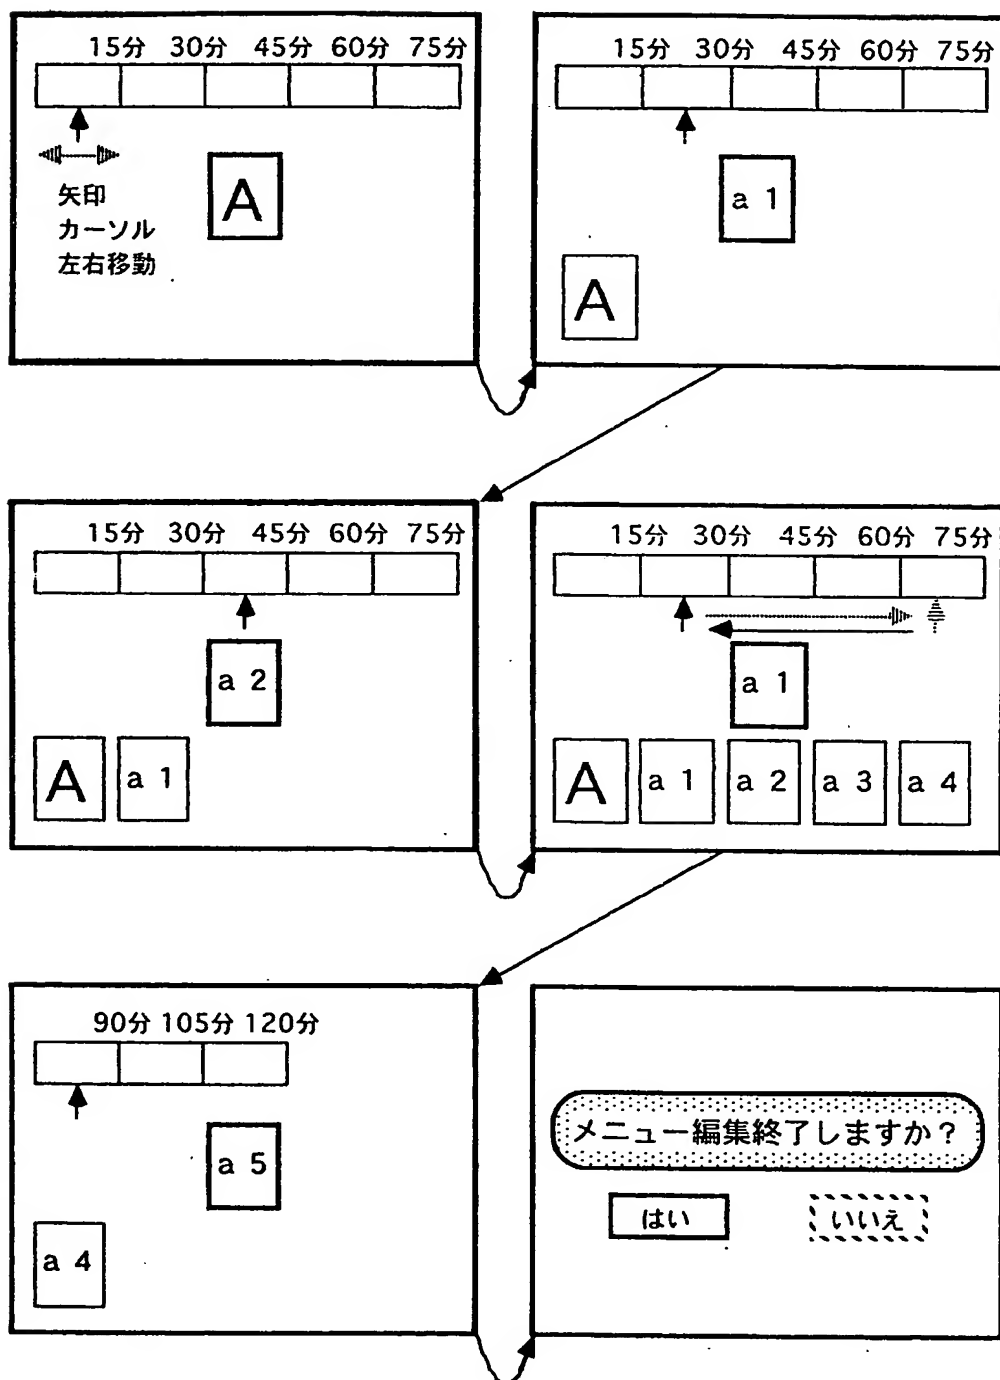 15分 30分 45分 60分 75分
矢印
カーソル
左右移動
A
15分 30分 45分 60分 75分
a 1
A
15分 30分 45分 60分 75分
a 2
A a 1
15分 30分 45分 60分 75分
a 1
A a 1 a 2 a 3 a 4
90分 105分 120分
a 5
a 4
メニュー編集終了しますか?
はい いいえ